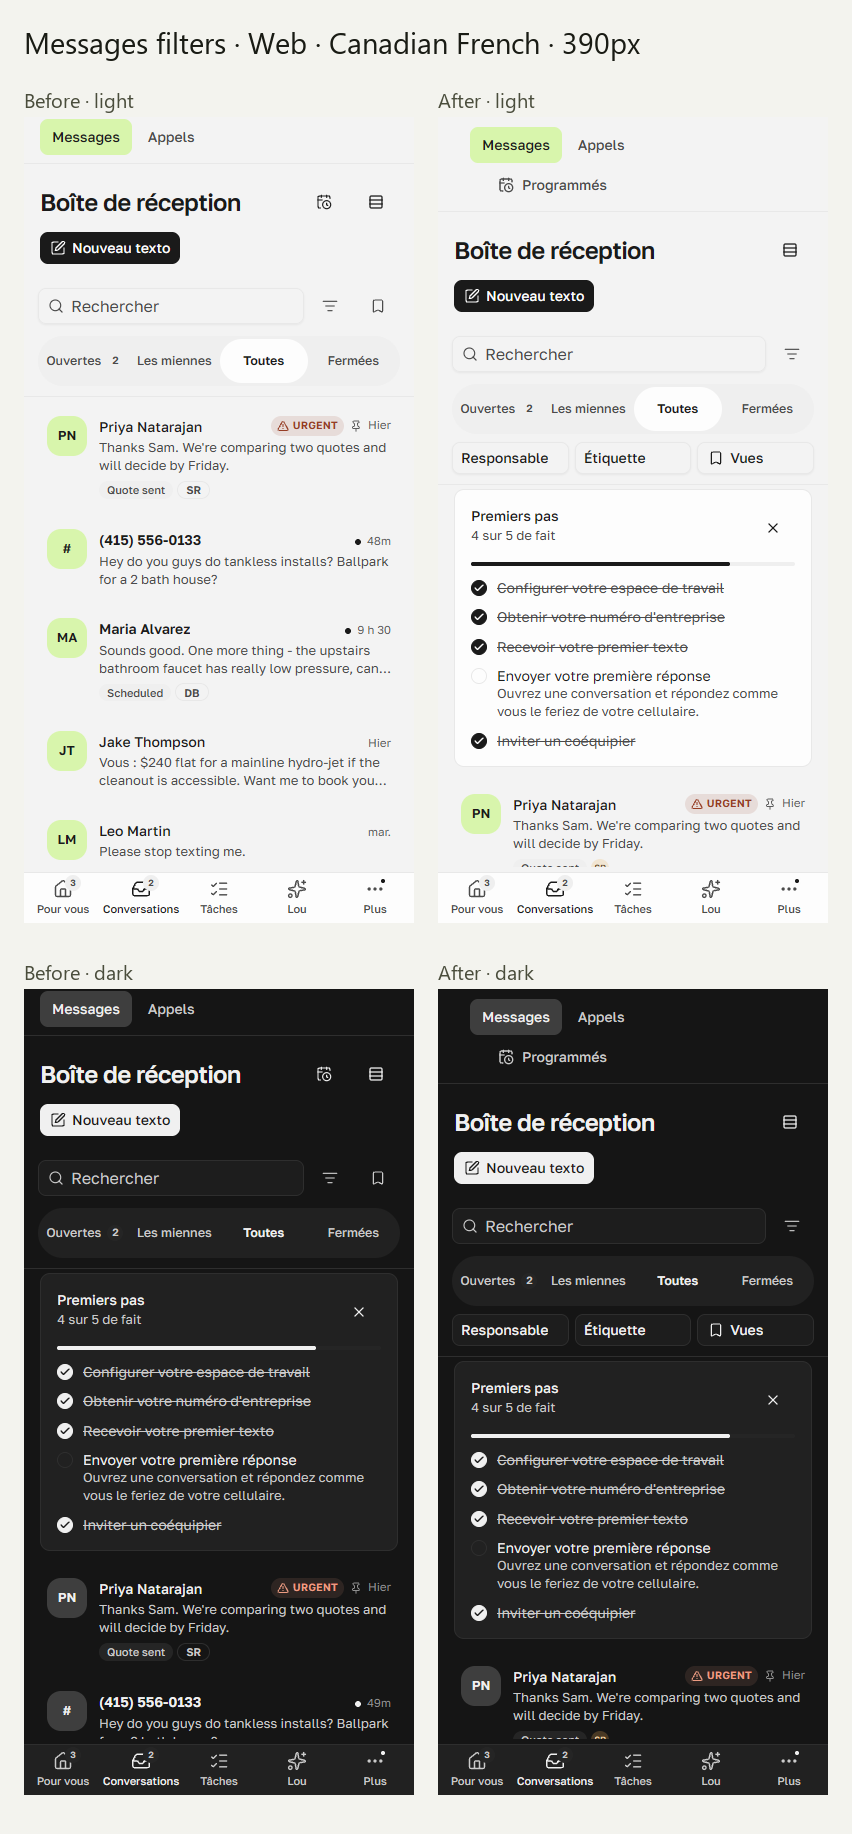 Messages filters · Web · Canadian French · 390px
Before · light
Messages Appels
Boîte de réception
Nouveau texto
Rechercher
Ouvertes 2 Les miennes Toutes Fermées
PN Priya Natarajan URGENT Hier
Thanks Sam. We're comparing two quotes and
will decide by Friday.
Quote sent SR
# (415) 556-0133 48m
Hey do you guys do tankless installs? Ballpark
for a 2 bath house?
MA Maria Alvarez 9 h 30
Sounds good. One more thing - the upstairs
bathroom faucet has really low pressure, can...
Scheduled DB
JT Jake Thompson Hier
Vous : $240 flat for a mainline hydro-jet if the
cleanout is accessible. Want me to book you...
LM Leo Martin mar.
Please stop texting me.
3 2
Pour vous Conversations Tâches Lou Plus
After · light
Messages Appels
Programmés
Boîte de réception
Nouveau texto
Rechercher
Ouvertes 2 Les miennes Toutes Fermées
Responsable Étiquette Vues
Premiers pas
4 sur 5 de fait
Configurer votre espace de travail
Obtenir votre numéro d'entreprise
Recevoir votre premier texto
Envoyer votre première réponse
Ouvrez une conversation et répondez comme
vous le feriez de votre cellulaire.
Inviter un coéquipier
PN Priya Natarajan URGENT Hier
Thanks Sam. We're comparing two quotes and
will decide by Friday.
Quote sent SR
3 2
Pour vous Conversations Tâches Lou Plus
Before · dark
Messages Appels
Boîte de réception
Nouveau texto
Rechercher
Ouvertes 2 Les miennes Toutes Fermées
Premiers pas
4 sur 5 de fait
Configurer votre espace de travail
Obtenir votre numéro d'entreprise
Recevoir votre premier texto
Envoyer votre première réponse
Ouvrez une conversation et répondez comme
vous le feriez de votre cellulaire.
Inviter un coéquipier
PN Priya Natarajan URGENT Hier
Thanks Sam. We're comparing two quotes and
will decide by Friday.
Quote sent SR
# (415) 556-0133 49m
Hey do you guys do tankless installs? Ballpark
for a 2 bath house?
3 2
Pour vous Conversations Tâches Lou Plus
After · dark
Messages Appels
Programmés
Boîte de réception
Nouveau texto
Rechercher
Ouvertes 2 Les miennes Toutes Fermées
Responsable Étiquette Vues
Premiers pas
4 sur 5 de fait
Configurer votre espace de travail
Obtenir votre numéro d'entreprise
Recevoir votre premier texto
Envoyer votre première réponse
Ouvrez une conversation et répondez comme
vous le feriez de votre cellulaire.
Inviter un coéquipier
PN Priya Natarajan URGENT Hier
Thanks Sam. We're comparing two quotes and
will decide by Friday.
Quote sent SR
3 2
Pour vous Conversations Tâches Lou Plus